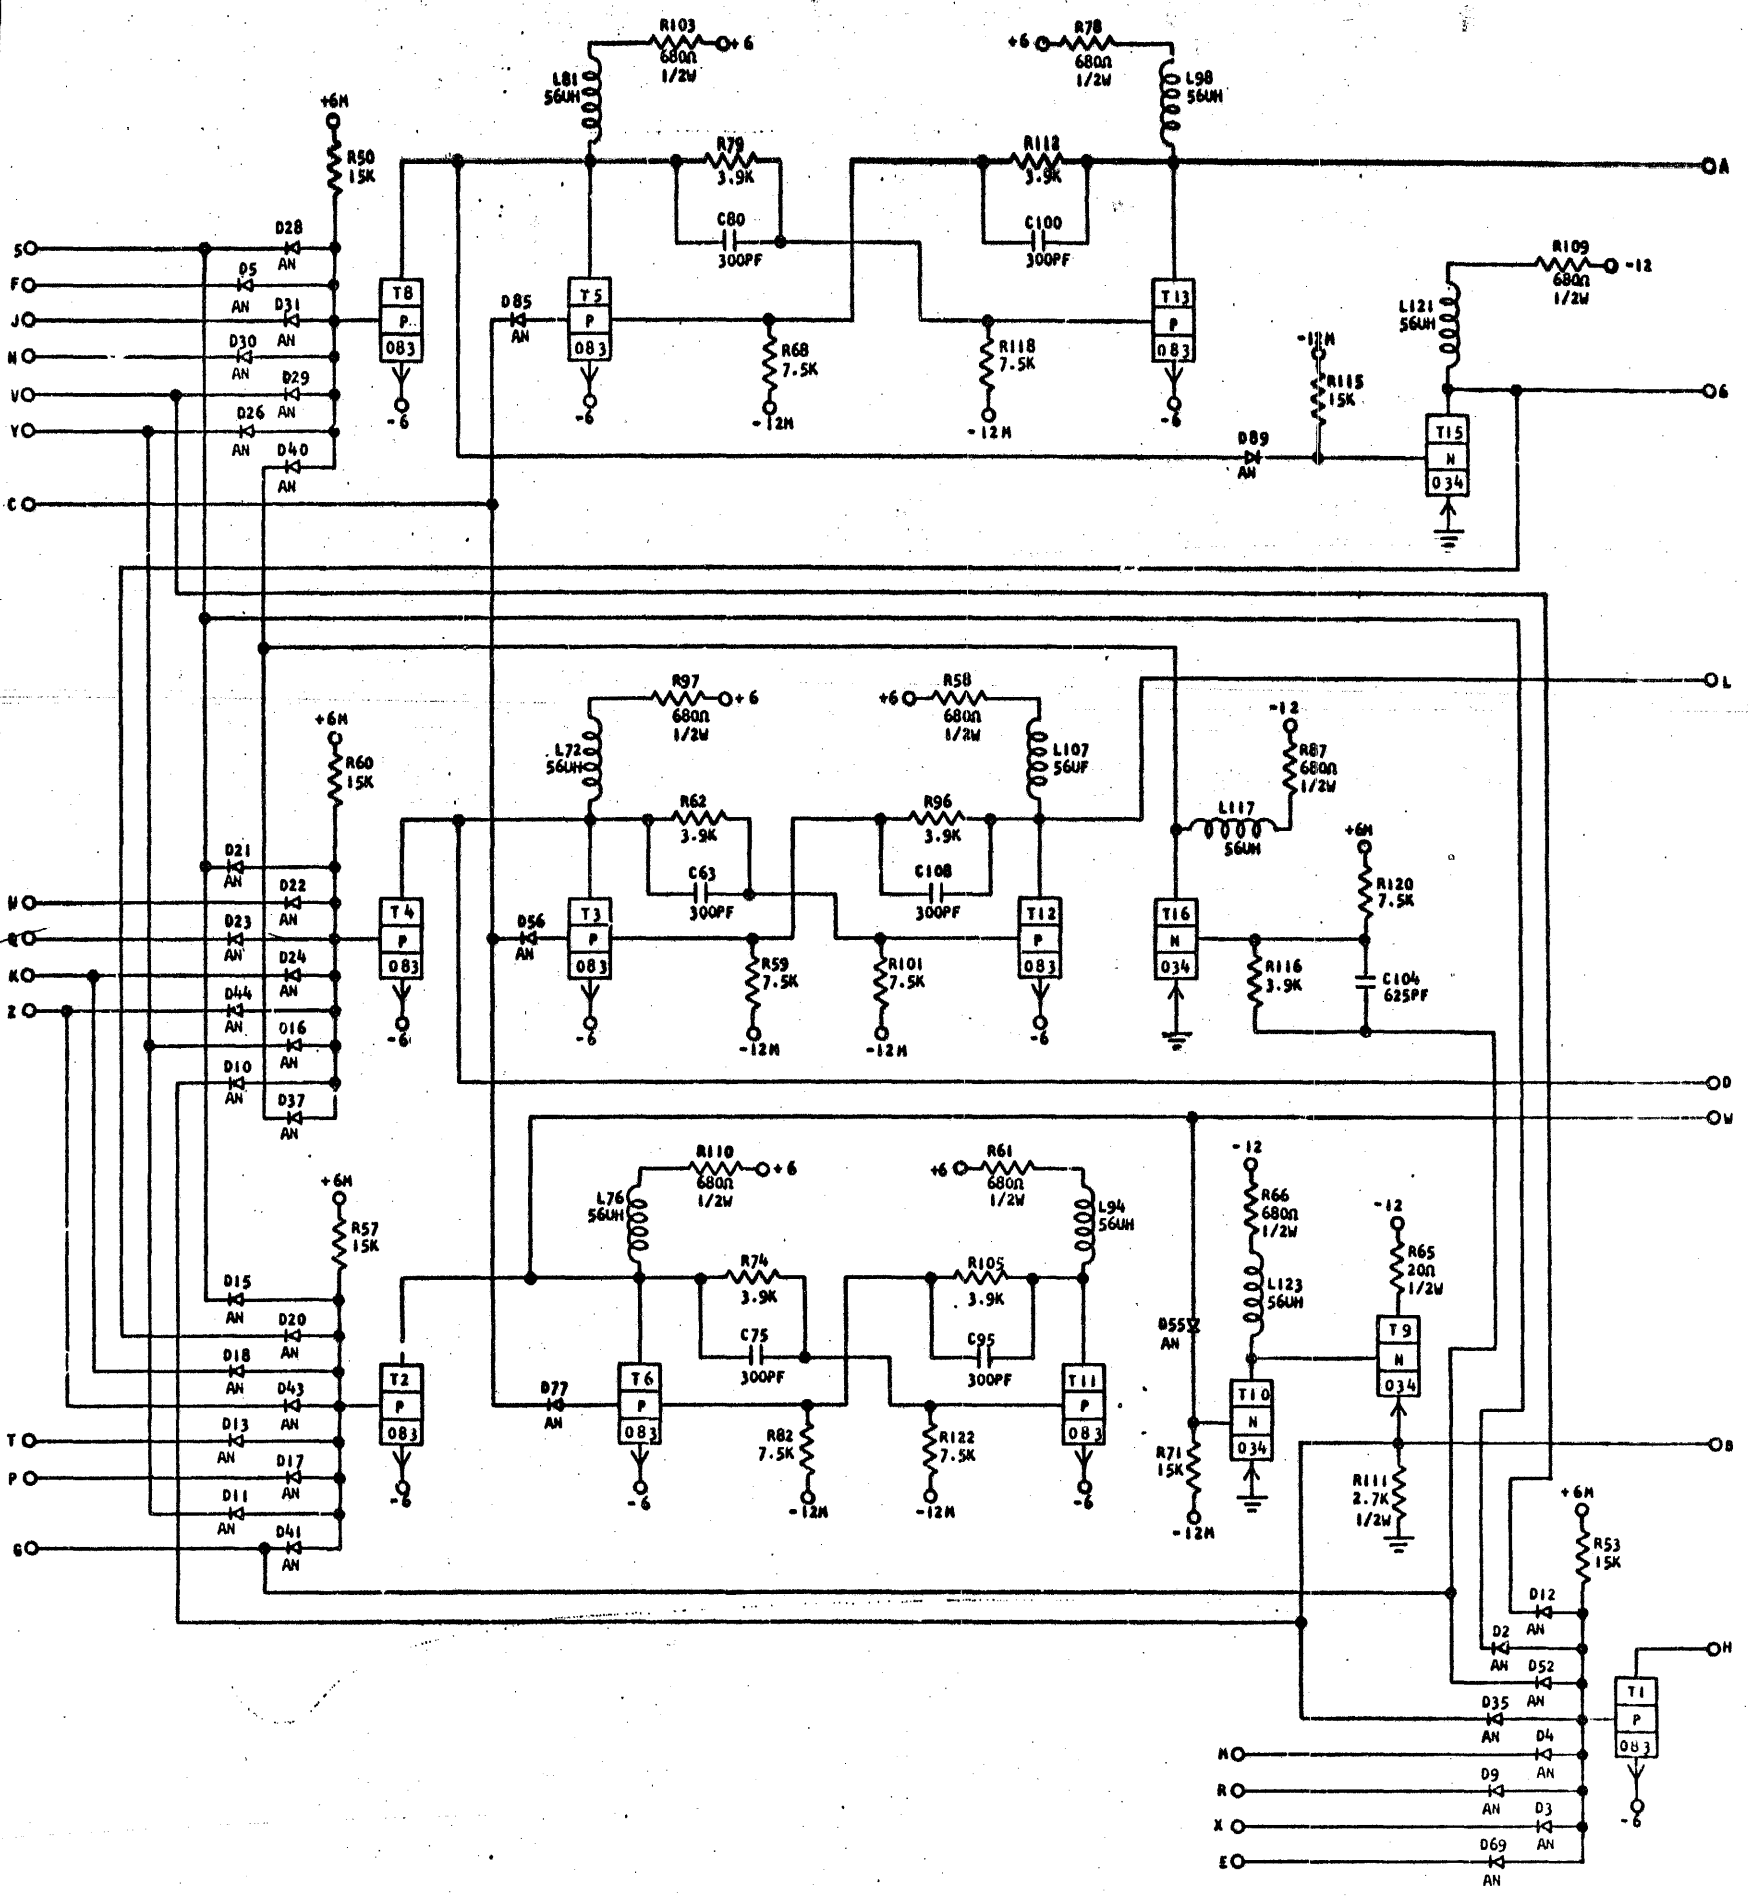 R103
+6
680Ω
1/2W
L81
56UH
R78
+6
680Ω
1/2W
L98
56UH
+6M
R50
15K
R79
3.9K
C80
300PF
R112
3.9K
C100
300PF
A
S
D28
AN
F
D5
AN
J
D31
AN
N
D30
AN
V
D29
AN
Y
D26
AN
D40
AN
C
T8
P
083
-6
D85
AN
T5
P
083
-6
R68
7.5K
-12M
R118
7.5K
-12M
T13
P
083
-6
R109
-12
680Ω
1/2W
L121
56UH
-12M
R115
15K
G
D89
AN
T15
N
034
L
R97
+6
680Ω
1/2W
L72
56UH
R58
+6
680Ω
1/2W
L107
56UF
-12
R87
680Ω
1/2W
L117
56UH
+6M
R60
15K
R62
3.9K
C63
300PF
R96
3.9K
C108
300PF
+6M
R120
7.5K
D21
AN
D22
AN
D23
AN
K
D24
AN
Z
D44
AN
D16
AN
D10
AN
D37
AN
T4
P
083
-6
D56
AN
T3
P
083
-6
R59
7.5K
-12M
R101
7.5K
-12M
T12
P
083
-6
T16
N
034
R116
3.9K
C104
625PF
D
W
+6M
R57
15K
R110
+6
680Ω
1/2W
L76
56UH
R61
+6
680Ω
1/2W
L94
56UH
-12
R66
680Ω
1/2W
L123
56UH
-12
R65
20Ω
1/2W
R74
3.9K
C75
300PF
R105
3.9K
C95
300PF
D55
AN
D15
AN
D20
AN
D18
AN
D43
AN
T
D13
AN
P
D17
AN
D11
AN
D41
AN
T2
P
083
-6
D77
AN
T6
P
083
-6
R82
7.5K
-12M
R122
7.5K
-12M
T11
P
083
-6
R71
15K
-12M
T10
N
034
T9
N
034
B
R111
2.7K
1/2W
+6M
R53
15K
D12
AN
D2
AN
D52
AN
D35
AN
M
D4
AN
R
D9
AN
X
D3
AN
E
D69
AN
T1
P
083
-6
H